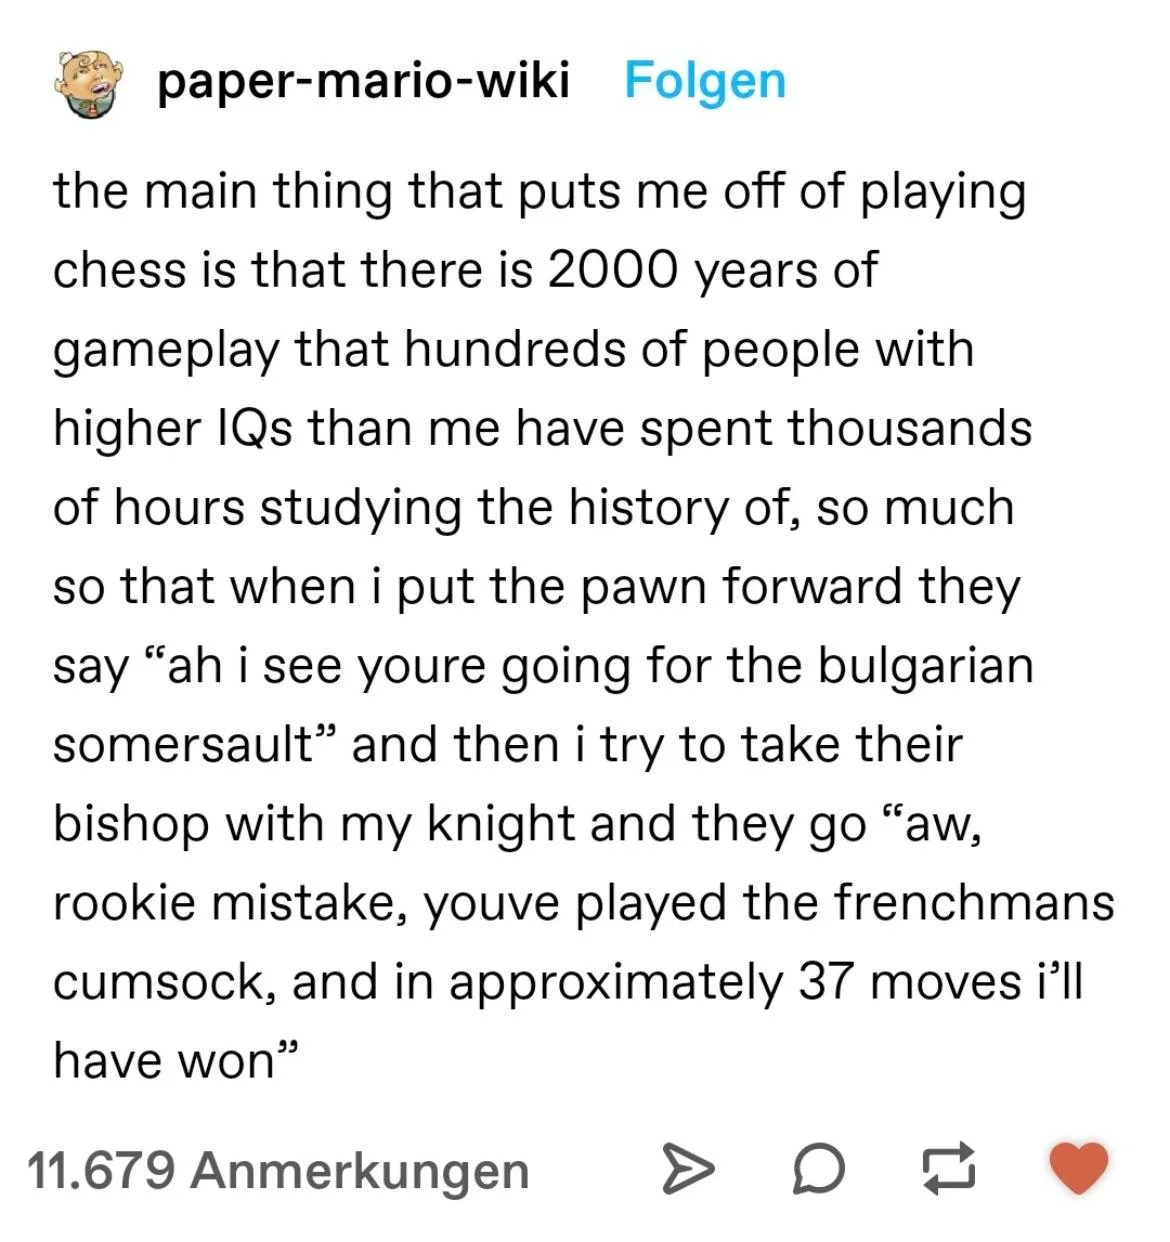 paper-mario-wiki Folgen
the main thing that puts me off of playing
chess is that there is 2000 years of
gameplay that hundreds of people with
higher IQs than me have spent thousands
of hours studying the history of, so much
so that when i put the pawn forward they
say “ah i see youre going for the bulgarian
somersault” and then i try to take their
bishop with my knight and they go “aw,
rookie mistake, youve played the frenchmans
cumsock, and in approximately 37 moves i’ll
have won”
11.679 Anmerkungen